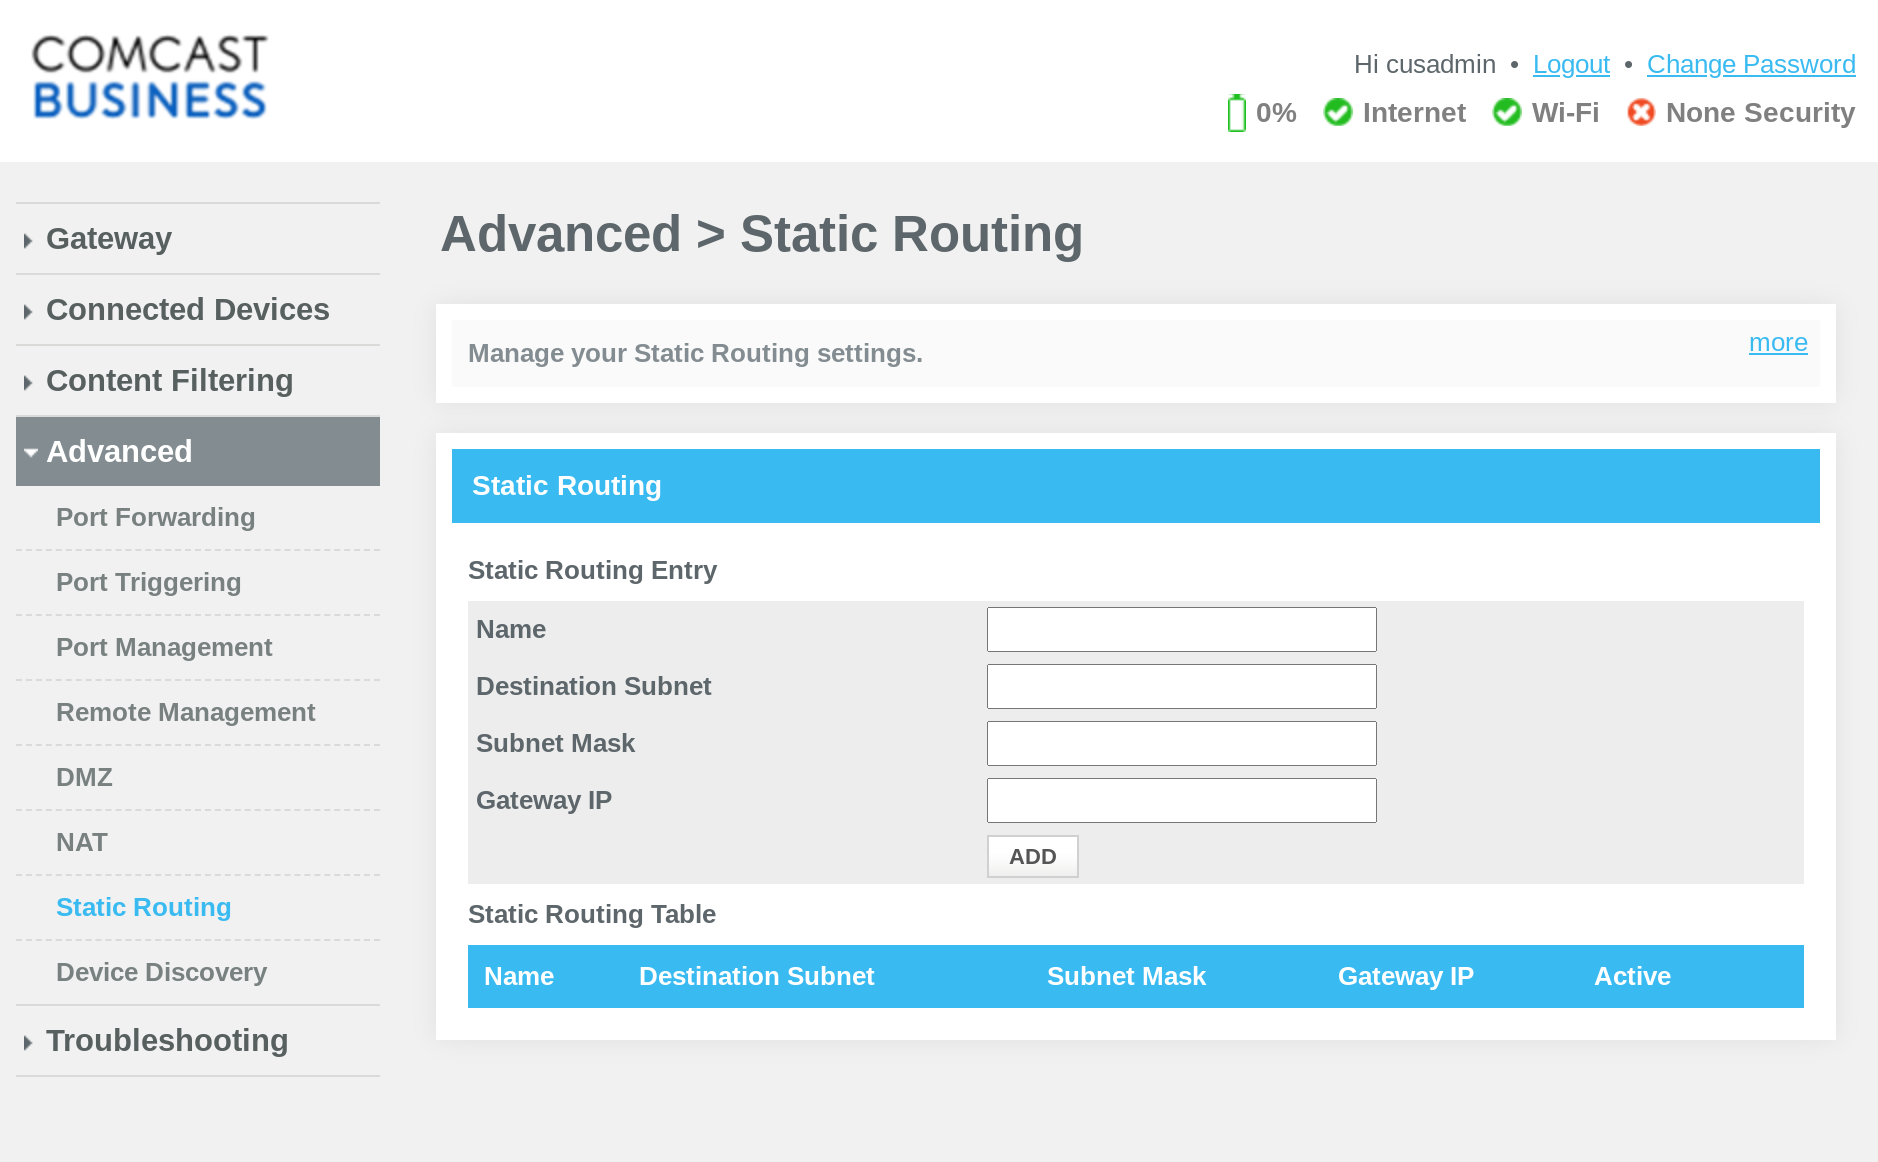 COMCAST
BUSINESS
Hi cusadmin • Logout • Change Password
0% Internet Wi-Fi None Security
Gateway
Connected Devices
Content Filtering
Advanced
Port Forwarding
Port Triggering
Port Management
Remote Management
DMZ
NAT
Static Routing
Device Discovery
Troubleshooting
Advanced > Static Routing
Manage your Static Routing settings.
more
Static Routing
Static Routing Entry
Name
Destination Subnet
Subnet Mask
Gateway IP
ADD
Static Routing Table
Name Destination Subnet Subnet Mask Gateway IP Active